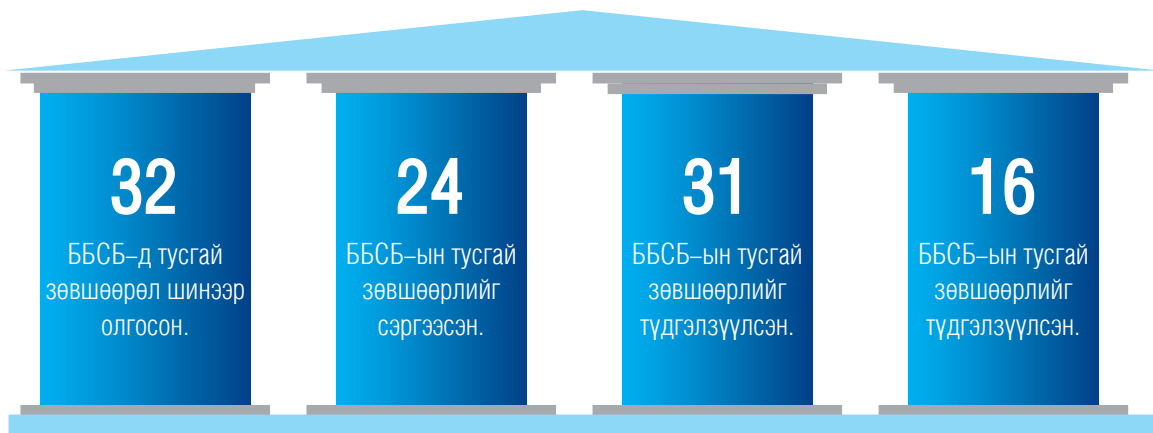 32
ББСБ–д тусгай
зөвшөөрөл шинээр
олгосон.
24
ББСБ–ын тусгай
зөвшөөрлийг
сэргээсэн.
31
ББСБ–ын тусгай
зөвшөөрлийг
түдгэлзүүлсэн.
16
ББСБ–ын тусгай
зөвшөөрлийг
түдгэлзүүлсэн.